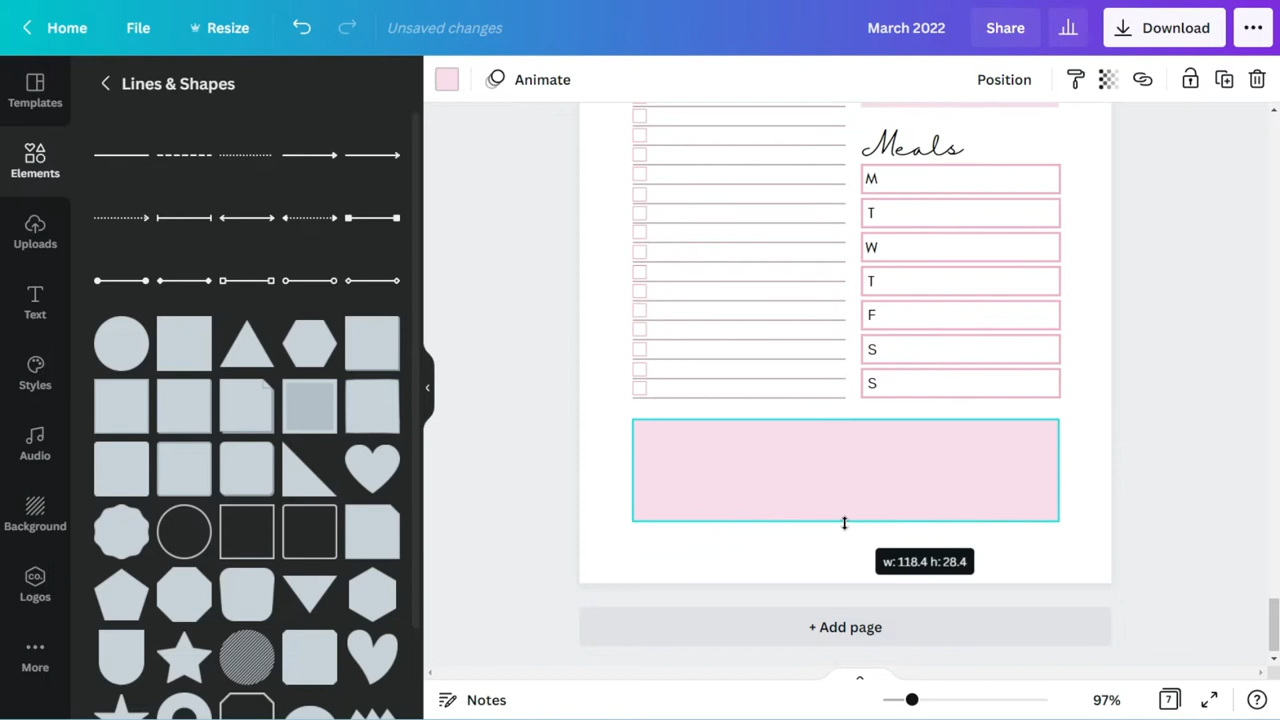 Home
File
Resize
Unsaved changes
March 2022
Share
Download
Templates
Elements
Uploads
Text
Styles
Audio
Background
CO.
Logos
More
Lines & Shapes
Animate
Position
Meals
M
T
W
T
F
S
S
w: 118.4 h: 28.4
+ Add page
Notes
97%
7
?